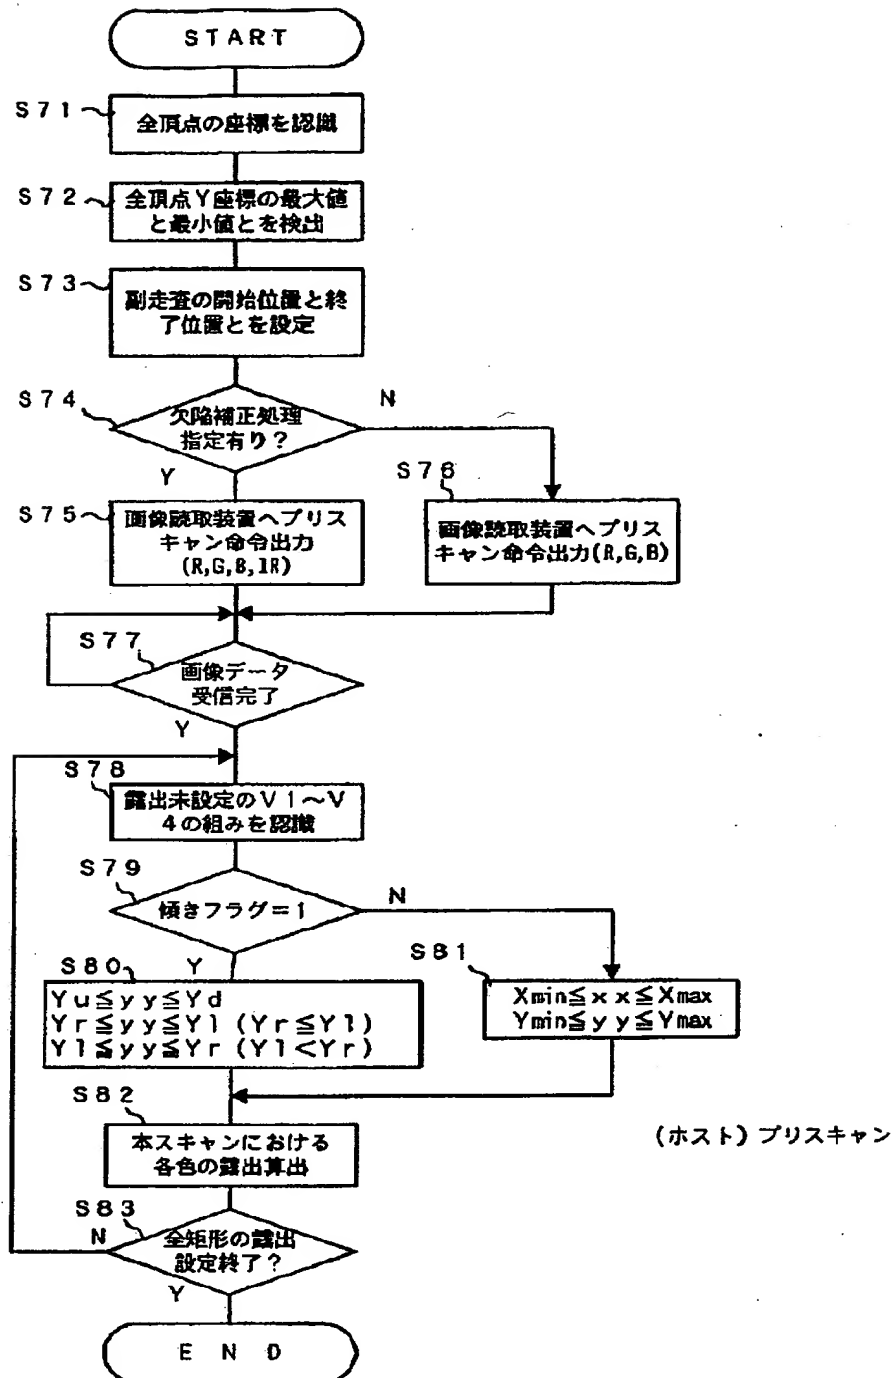 START
S71
全頂点の座標を認識
S72
全頂点Y座標の最大値
と最小値とを検出
S73
副走査の開始位置と終
了位置とを設定
S74
欠陥補正処理
指定有り?
N
Y
S75
画像読取装置へプリス
キャン命令出力
(R,G,B,IR)
S76
画像読取装置へプリス
キャン命令出力(R,G,B)
S77
画像データ
受信完了
Y
S78
露出未設定のV1～V
4の組みを認識
S79
傾きフラグ=1
N
Y
S80
Yu≦yy≦Yd
Yr≦yy≦Yl (Yr≦Yl)
Yl≦yy≦Yr (Yl<Yr)
S81
Xmin≦xx≦Xmax
Ymin≦yy≦Ymax
S82
本スキャンにおける
各色の露出算出
(ホスト) プリスキャン
S83
全矩形の露出
設定終了?
N
Y
END